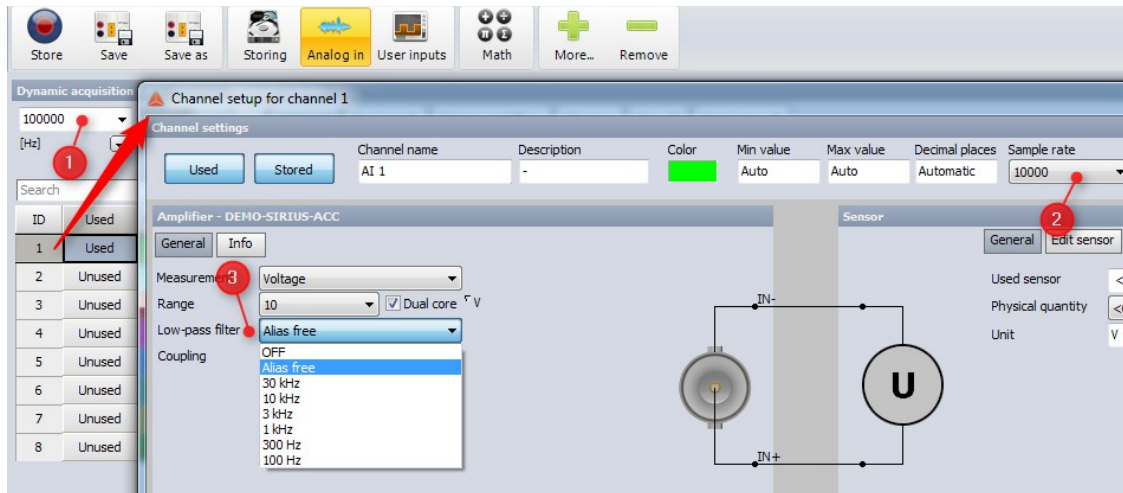 Store Save Save as Storing Analog in User inputs Math More... Remove
Dynamic acquisition
100000
[Hz]
1
Search
ID Used
1 Used
2 Unused
3 Unused
4 Unused
5 Unused
6 Unused
7 Unused
8 Unused
Channel setup for channel 1
Channel settings
Used Stored
Channel name Description Color Min value Max value Decimal places Sample rate
AI 1 - Auto Auto Automatic 10000
2
Amplifier - DEMO-SIRIUS-ACC
General Info
3
Measurement Voltage
Range 10 Dual core V
Low-pass filter Alias free
Coupling
OFF
Alias free
30 kHz
10 kHz
3 kHz
1 kHz
300 Hz
100 Hz
IN-
U
IN+
Sensor
General Edit sensor
Used sensor <
Physical quantity
Unit V